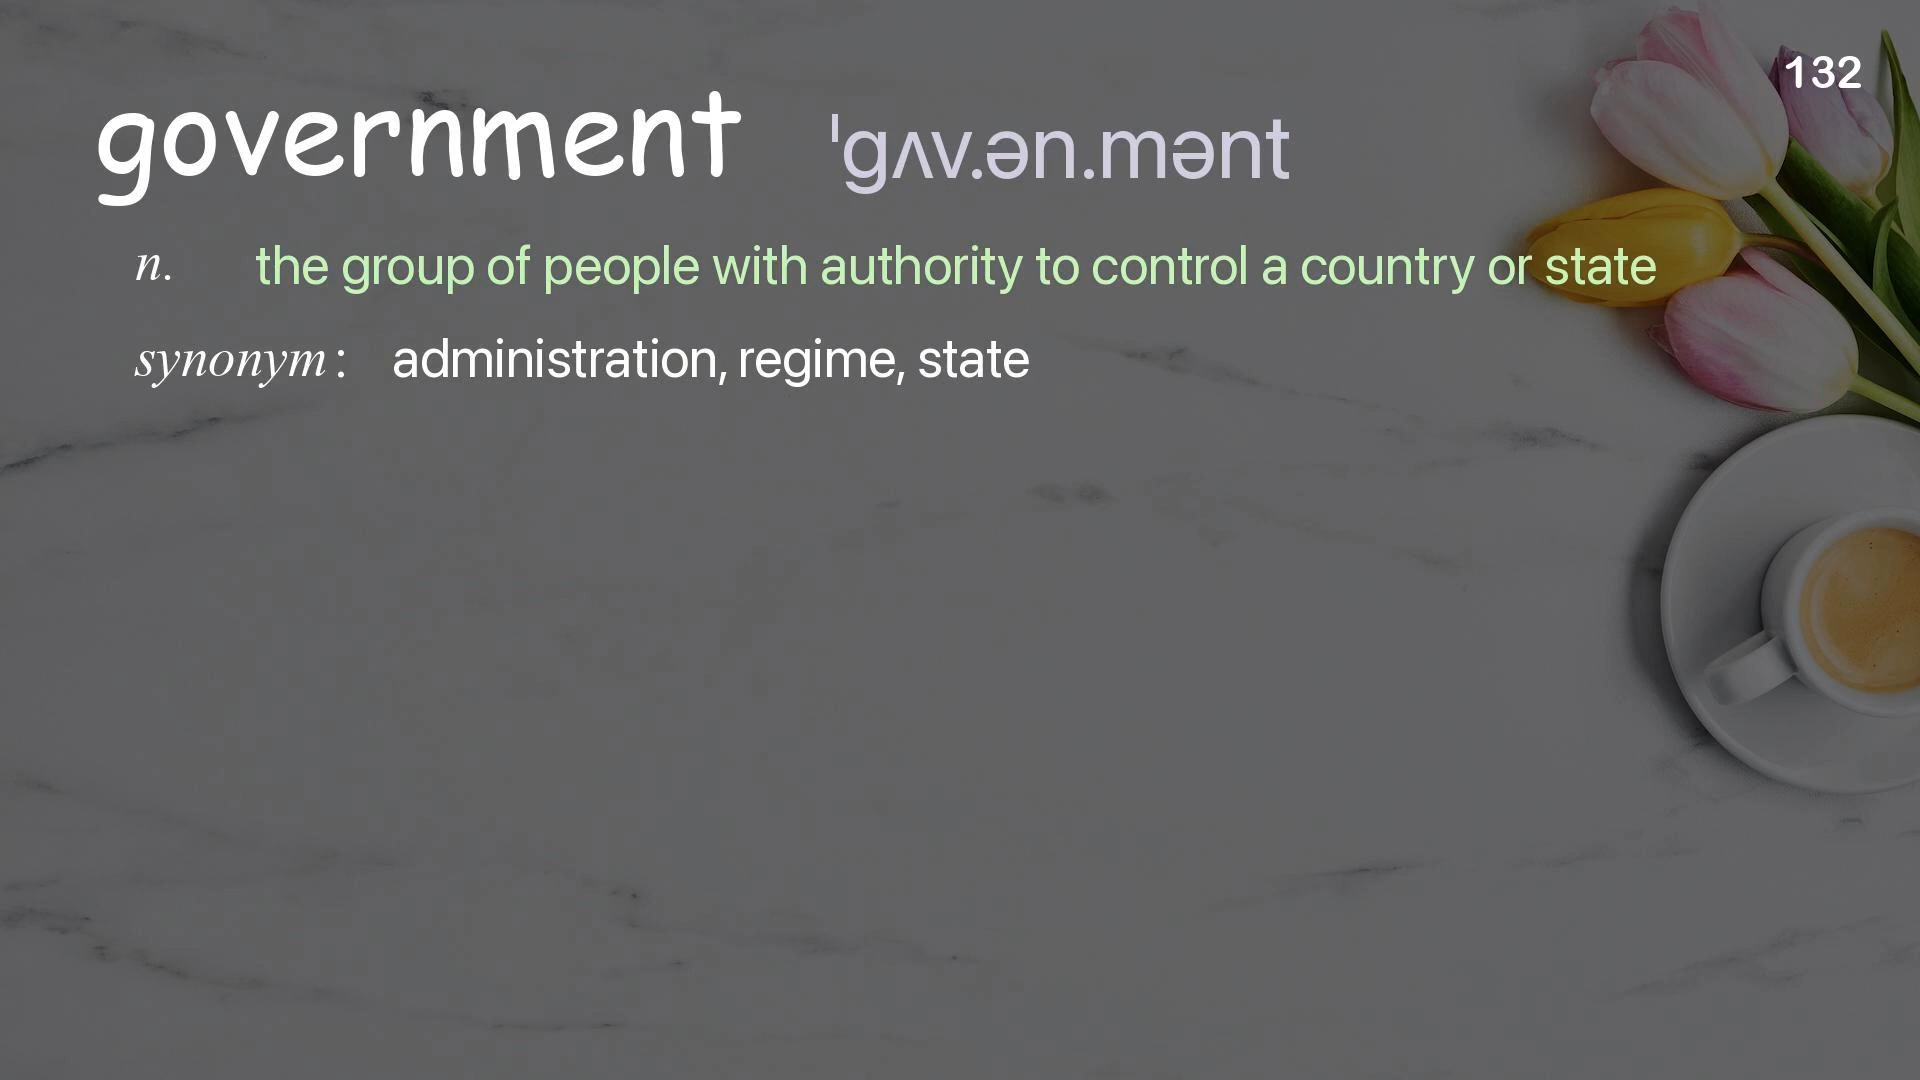 132
government ˈɡʌv.ən.mənt
n. the group of people with authority to control a country or state
synonym: administration, regime, state